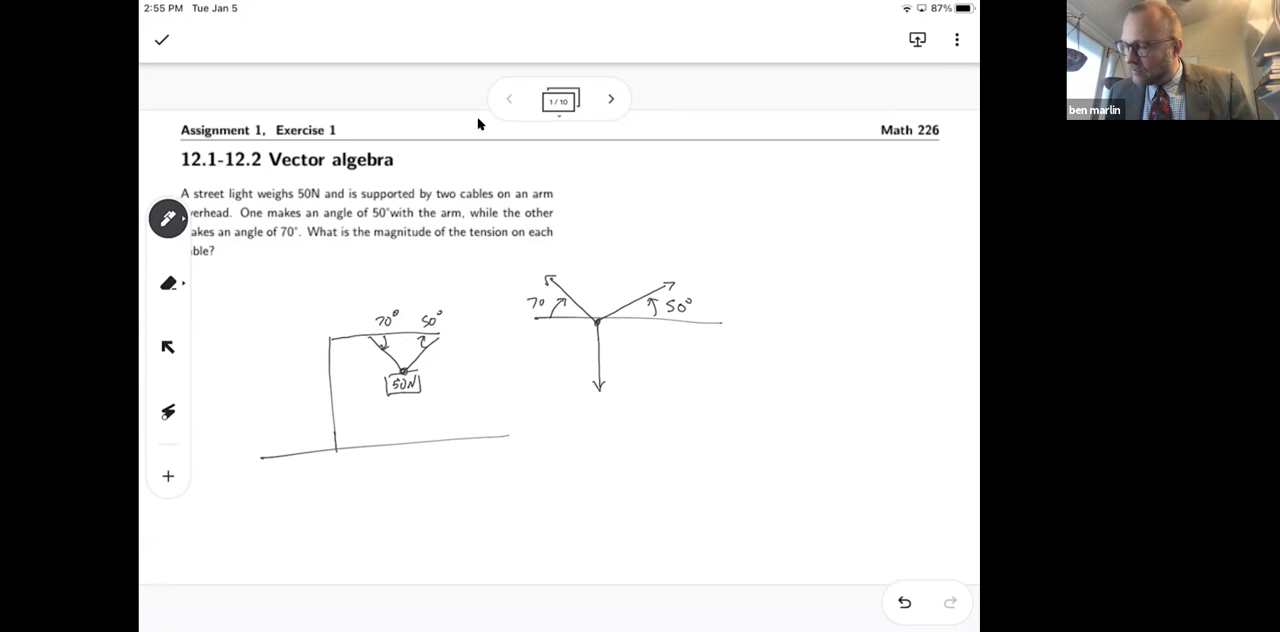 2:55 PM Tue Jan 5
87%
ben marlin
1 / 10
Assignment 1, Exercise 1
Math 226
12.1-12.2 Vector algebra
A street light weighs 50N and is supported by two cables on an arm
verhead. One makes an angle of 50°with the arm, while the other
akes an angle of 70°. What is the magnitude of the tension on each
ble?
70
50°
70° 50°
50N